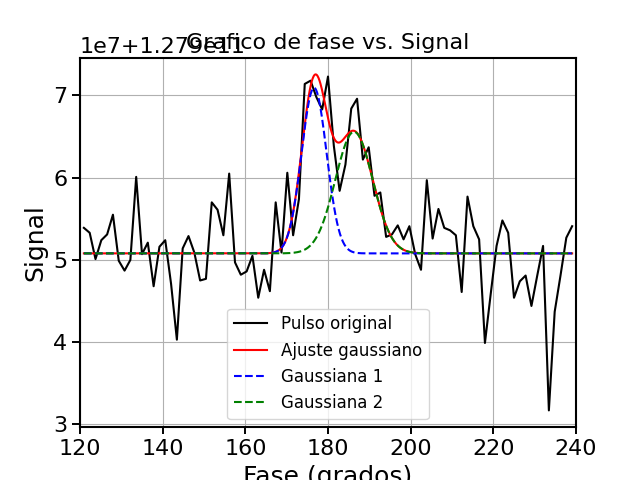 Grafico de fase vs. Signal
1e7+1.279e11
7
6
5
4
3
Signal
Pulso original
Ajuste gaussiano
Gaussiana 1
Gaussiana 2
120 140 160 180 200 220 240
Fase (grados)